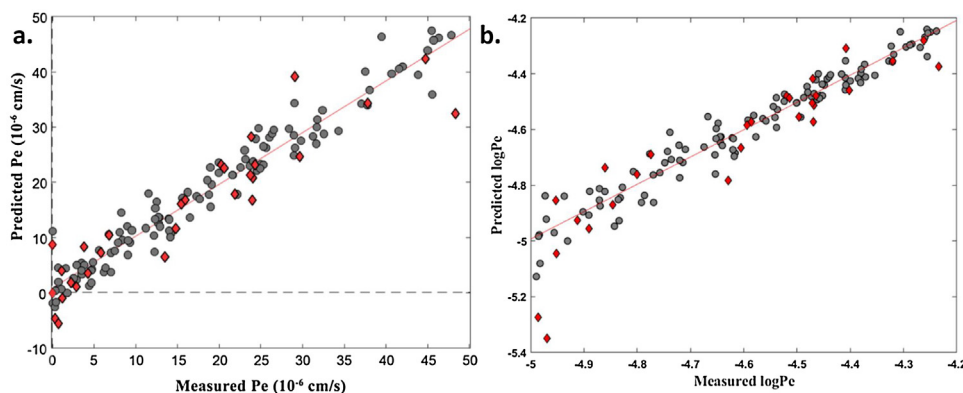 a.
50
40
30
20
10
0
-10
Predicted Pe (10⁻⁶ cm/s)
0 5 10 15 20 25 30 35 40 45 50
Measured Pe (10⁻⁶ cm/s)
b.
-4.2
-4.4
-4.6
-4.8
-5
-5.2
-5.4
Predicted logPe
-5 -4.9 -4.8 -4.7 -4.6 -4.5 -4.4 -4.3 -4.2
Measured logPe